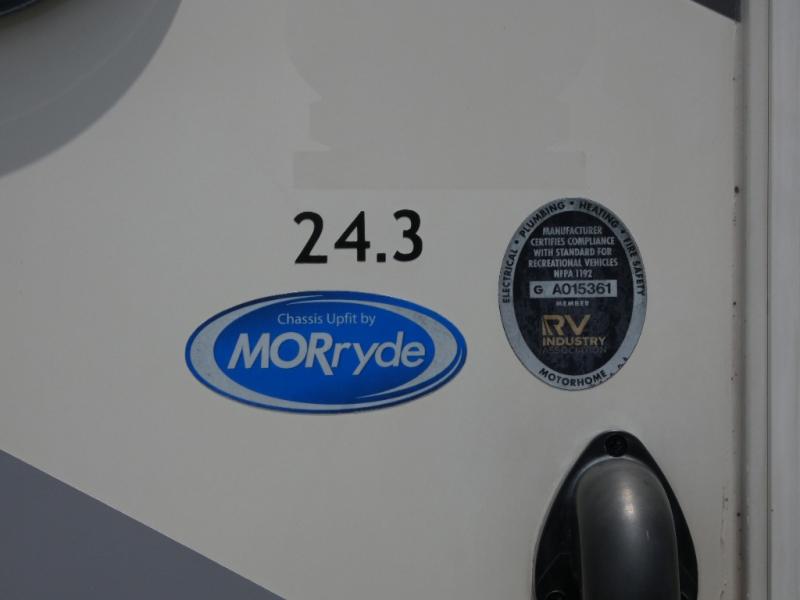 24.3
Chassis Upfit by
MORryde
ELECTRICAL • PLUMBING • HEATING • FIRE SAFETY
MANUFACTURER
CERTIFIES COMPLIANCE
WITH STANDARD FOR
RECREATIONAL VEHICLES
NFPA 1192
G A015361
MEMBER
RV
INDUSTRY
ASSOCIATION
MOTORHOME